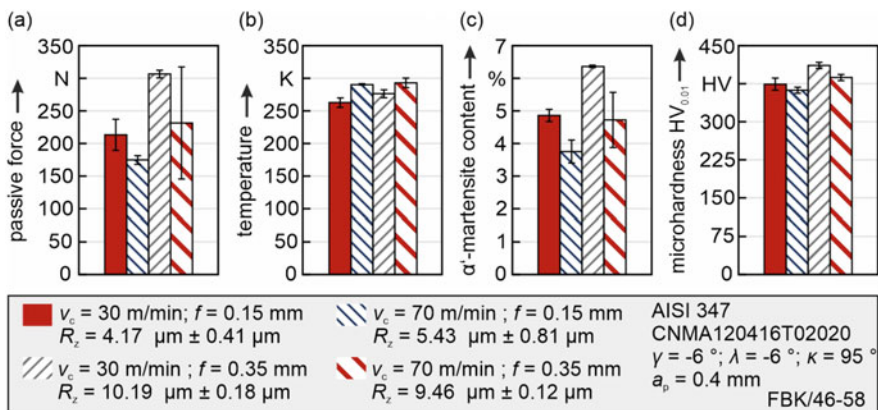 (a) (b) (c) (d)
350 350 7 450
N K % HV
300 300 6 375
250 250 5 300
200 200 4 225
150 150 3 150
100 100 2 75
50 50 1 0
0 0 0
passive force
temperature
α'-martensite content
microhardness HV0.01
vc = 30 m/min; f = 0.15 mm
Rz = 4.17 µm ± 0.41 µm
vc = 70 m/min ; f = 0.15 mm
Rz = 5.43 µm ± 0.81 µm
vc = 30 m/min ; f = 0.35 mm
Rz = 10.19 µm ± 0.18 µm
vc = 70 m/min ; f = 0.35 mm
Rz = 9.46 µm ± 0.12 µm
AISI 347
CNMA120416T02020
γ = -6 °; λ = -6 °; κ = 95 °
ap = 0.4 mm
FBK/46-58